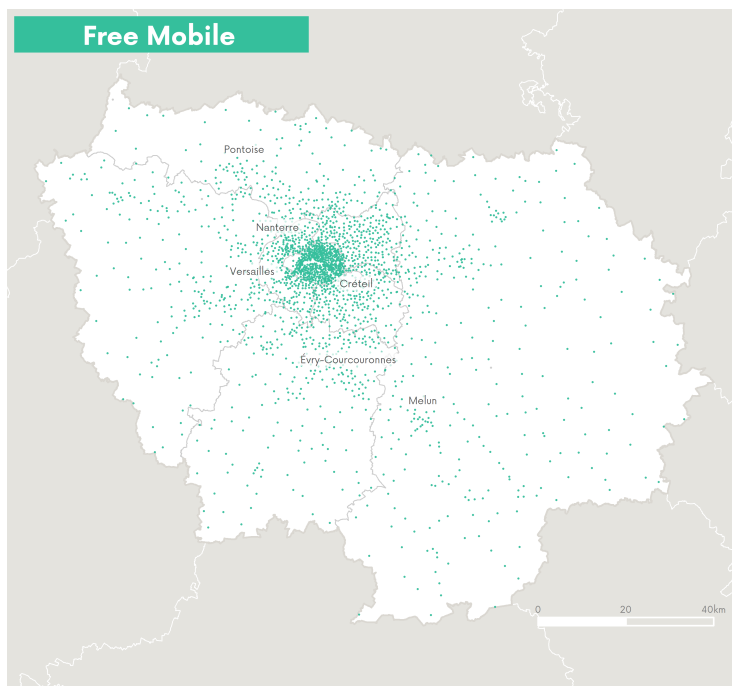 Free Mobile
Pontoise
Nanterre
Versailles
Créteil
Évry-Courcouronnes
Melun
0 20 40km